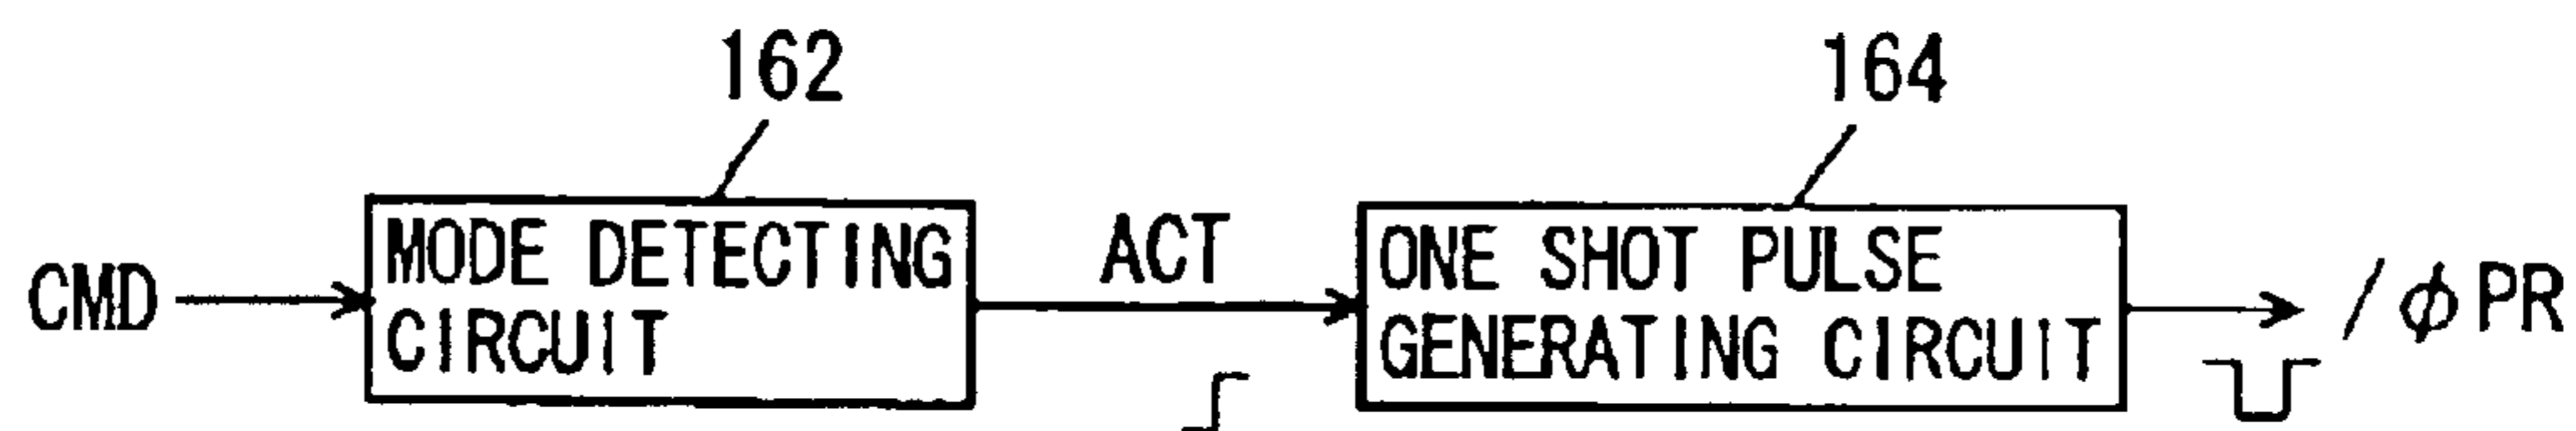 162
164
CMD
MODE DETECTING
CIRCUIT
ACT
ONE SHOT PULSE
GENERATING CIRCUIT
/φPR